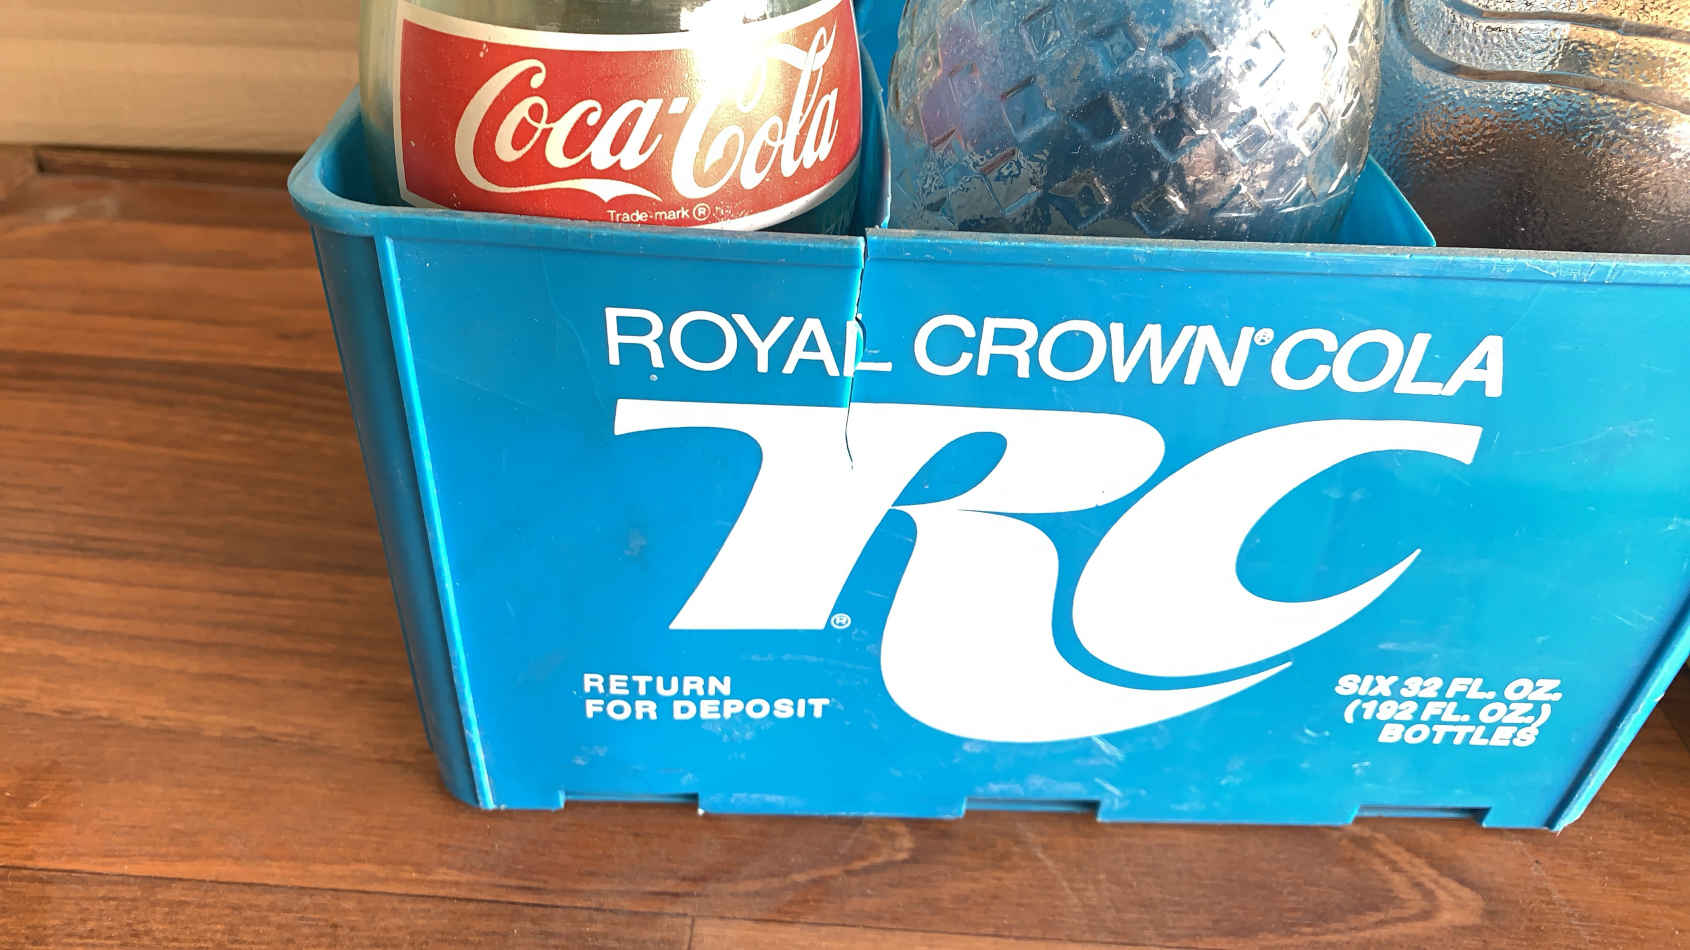 Coca-Cola
Trade-mark ®
ROYAL CROWN® COLA
RC®
RETURN
FOR DEPOSIT
SIX 32 FL. OZ.
(192 FL. OZ.)
BOTTLES